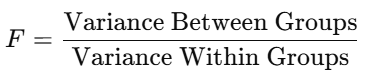 F = Variance Between Groups
Variance Within Groups